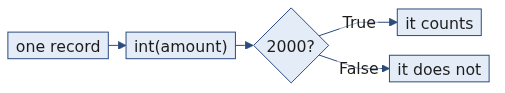 one record
int(amount)
2000?
True
it counts
False
it does not